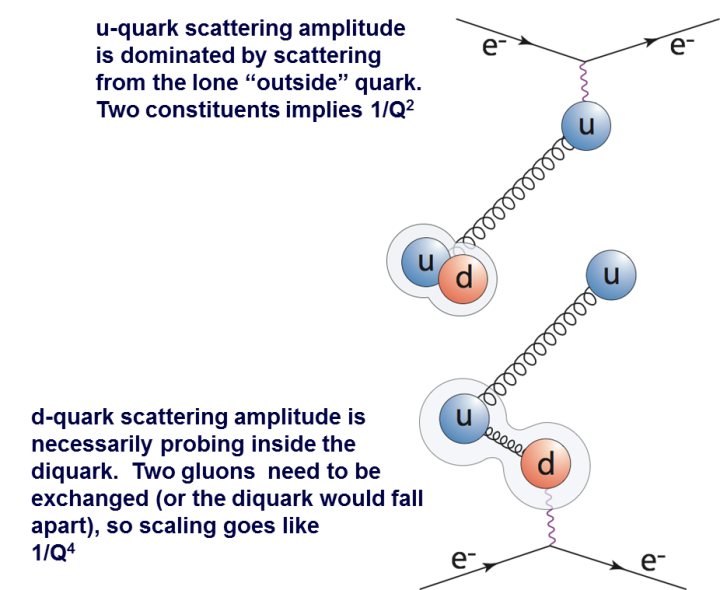 u-quark scattering amplitude
is dominated by scattering
from the lone “outside” quark.
Two constituents implies 1/Q²
e⁻
e⁻
u
u
d
u
u
d
d-quark scattering amplitude is
necessarily probing inside the
diquark.  Two gluons  need to be
exchanged (or the diquark would fall
apart), so scaling goes like
1/Q⁴
e⁻
e⁻